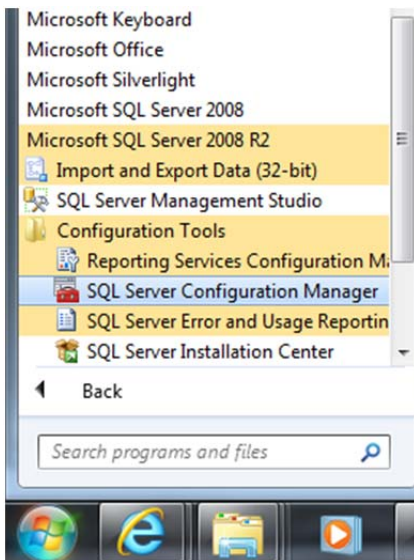 Microsoft Keyboard
Microsoft Office
Microsoft Silverlight
Microsoft SQL Server 2008
Microsoft SQL Server 2008 R2
Import and Export Data (32-bit)
SQL Server Management Studio
Configuration Tools
Reporting Services Configuration Ma
SQL Server Configuration Manager
SQL Server Error and Usage Reportin
SQL Server Installation Center
Back
Search programs and files